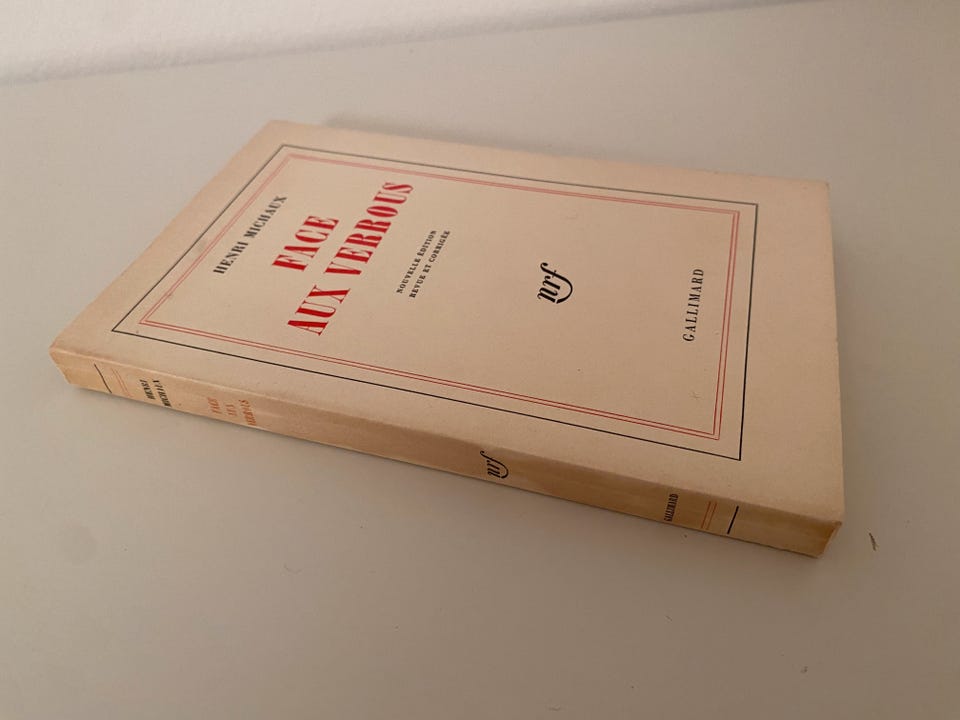 HENRI MICHAUX
FACE
AUX VERROUS
NOUVELLE ÉDITION
REVUE ET CORRIGÉE
nrf
GALLIMARD
HENRI
MICHAUX
FACE
AUX
VERROUS
nrf
GALLIMARD